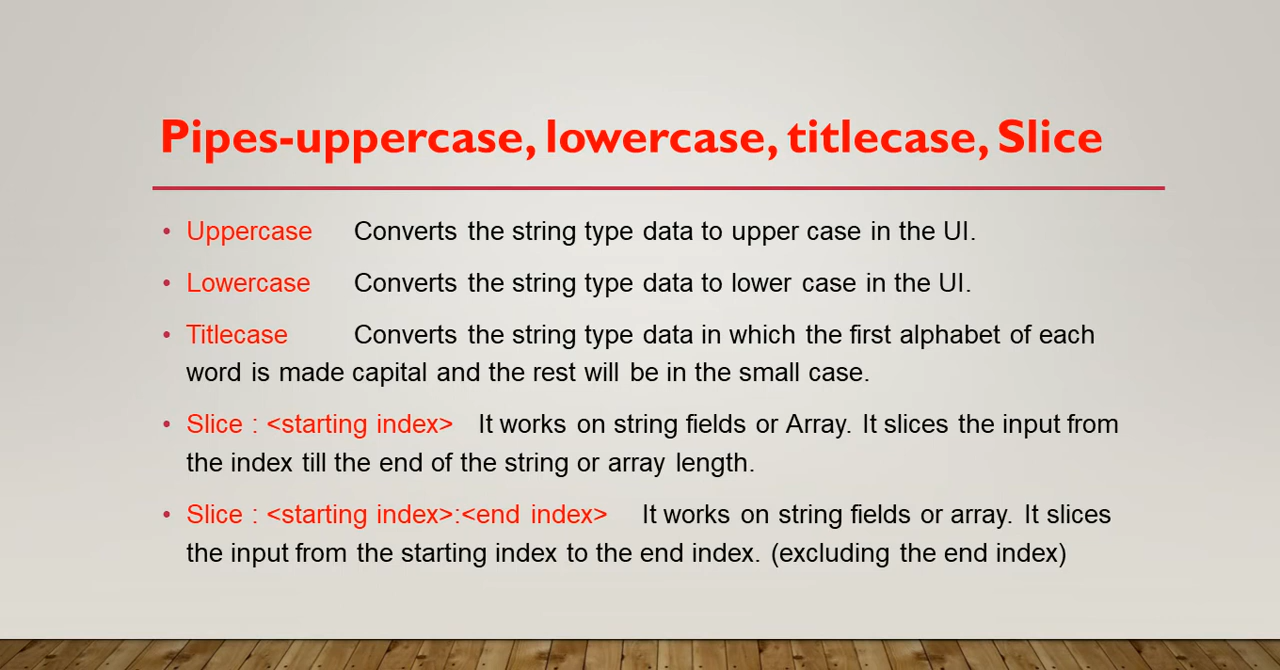 Pipes-uppercase, lowercase, titlecase, Slice
• Uppercase Converts the string type data to upper case in the UI.
• Lowercase Converts the string type data to lower case in the UI.
• Titlecase Converts the string type data in which the first alphabet of each
word is made capital and the rest will be in the small case.
• Slice : <starting index> It works on string fields or Array. It slices the input from
the index till the end of the string or array length.
• Slice : <starting index>:<end index> It works on string fields or array. It slices
the input from the starting index to the end index. (excluding the end index)